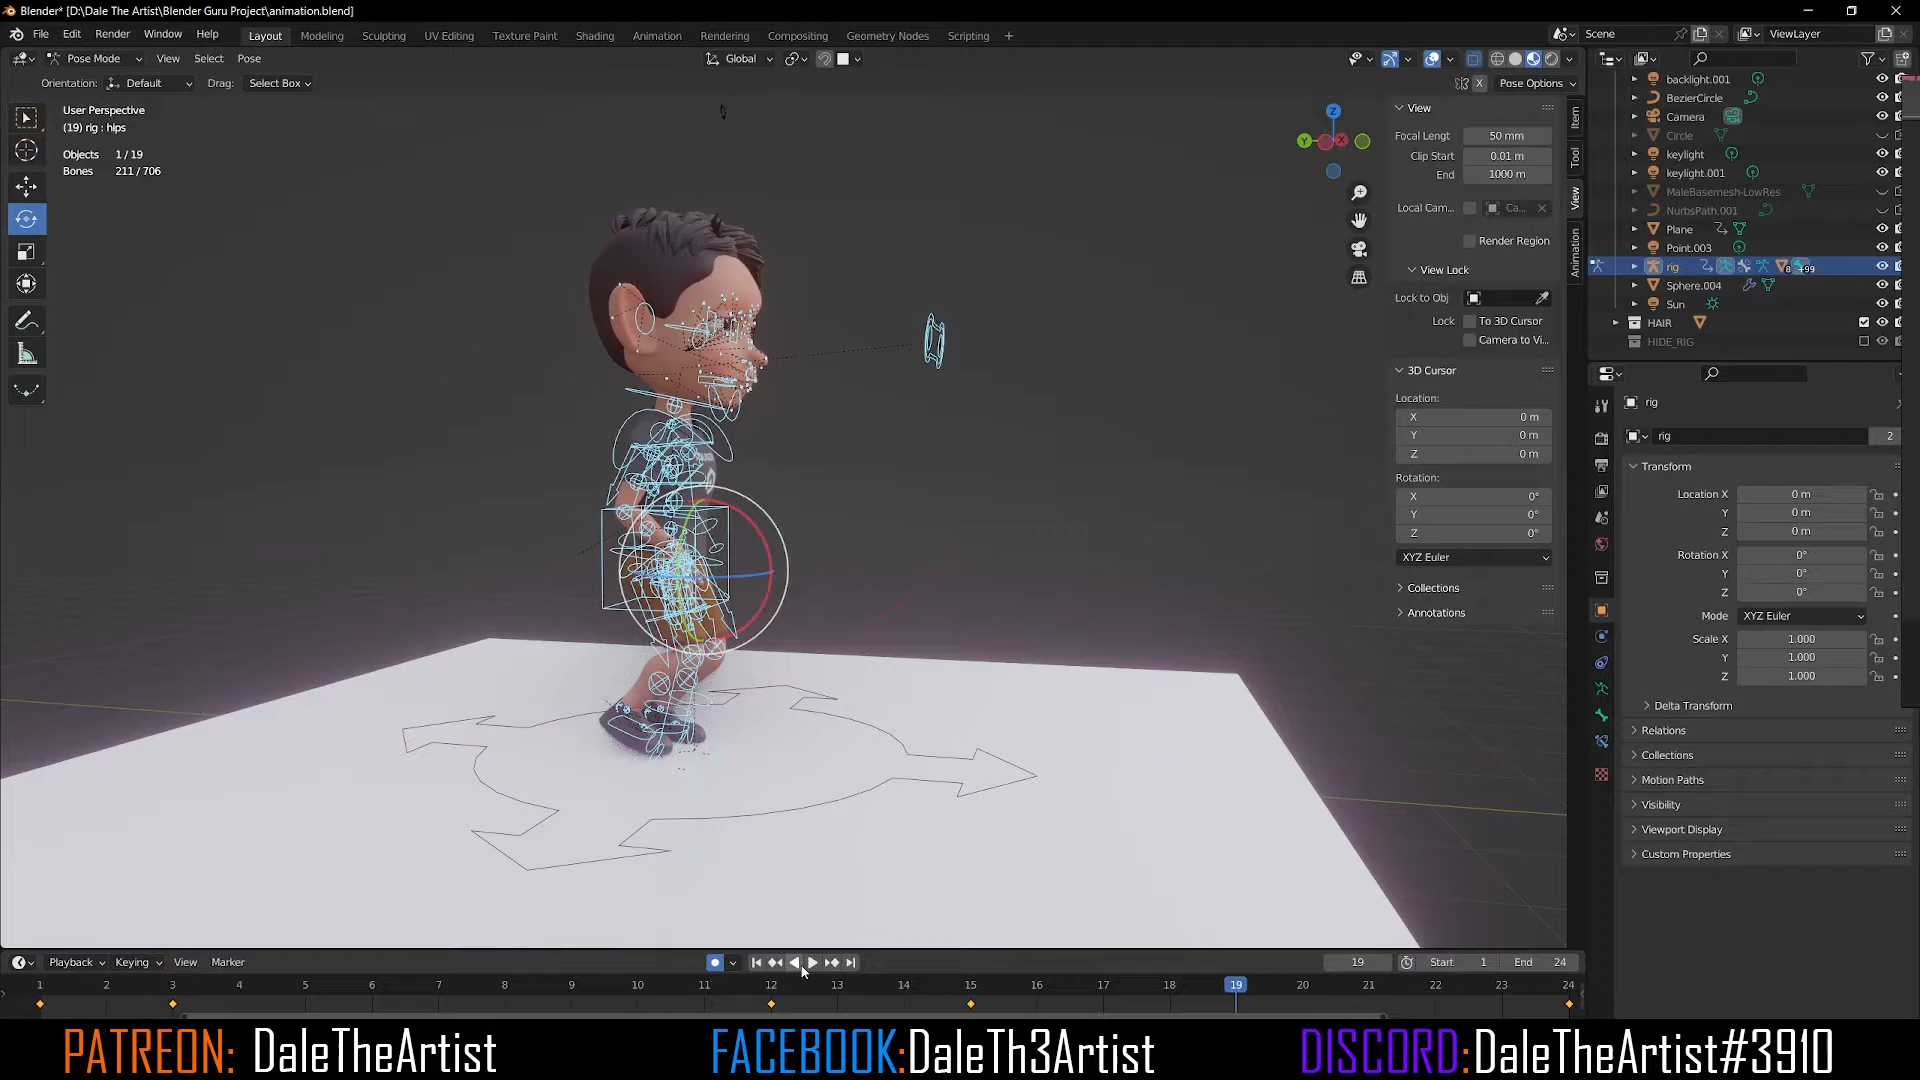 Blender* [D:\Dale The Artist\Blender Guru Project\animation.blend]
File Edit Render Window Help Layout Modeling Sculpting UV Editing Texture Paint Shading Animation Rendering Compositing Geometry Nodes Scripting + Scene ViewLayer
Pose Mode View Select Pose Global
Orientation: Default Drag: Select Box X Pose Options
User Perspective
(19) rig : hips
Objects 1 / 19
Bones 211 / 706
Z
Y
X
View
Focal Lengt 50 mm
Clip Start 0.01 m
End 1000 m
Local Cam... Ca...
Render Region
View Lock
Lock to Obj
Lock To 3D Cursor
Camera to Vi...
3D Cursor
Location:
X 0 m
Y 0 m
Z 0 m
Rotation:
X 0°
Y 0°
Z 0°
XYZ Euler
Collections
Annotations
Item
Tool
View
Animation
backlight.001
BezierCircle
Camera
Circle
keylight
keylight.001
MaleBasemesh-LowRes
NurbsPath.001
Plane
Point.003
rig 8 +99
Sphere.004
Sun
HAIR
HIDE_RIG
rig
rig 2
Transform
Location X 0 m
Y 0 m
Z 0 m
Rotation X 0°
Y 0°
Z 0°
Mode XYZ Euler
Scale X 1.000
Y 1.000
Z 1.000
Delta Transform
Relations
Collections
Motion Paths
Visibility
Viewport Display
Custom Properties
Playback Keying View Marker 19 Start 1 End 24
1 3 4 5 6 7 8 9 10 11 12 13 14 15 16 17 18 19 20 21 22 23 24
PATREON: DaleTheArtist FACEBOOK:DaleTh3Artist DISCORD:DaleTheArtist#3910